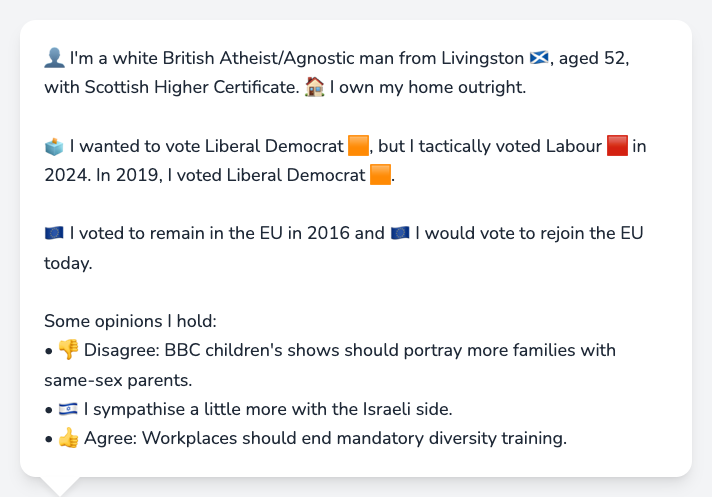 👤 I'm a white British Atheist/Agnostic man from Livingston 🏴󠁧󠁢󠁳󠁣󠁴󠁿, aged 52,
with Scottish Higher Certificate. 🏠 I own my home outright.
🗳️ I wanted to vote Liberal Democrat 🟧, but I tactically voted Labour 🟥 in
2024. In 2019, I voted Liberal Democrat 🟧.
🇪🇺 I voted to remain in the EU in 2016 and 🇪🇺 I would vote to rejoin the EU
today.
Some opinions I hold:
• 👎 Disagree: BBC children's shows should portray more families with
same-sex parents.
• 🇮🇱 I sympathise a little more with the Israeli side.
• 👍 Agree: Workplaces should end mandatory diversity training.